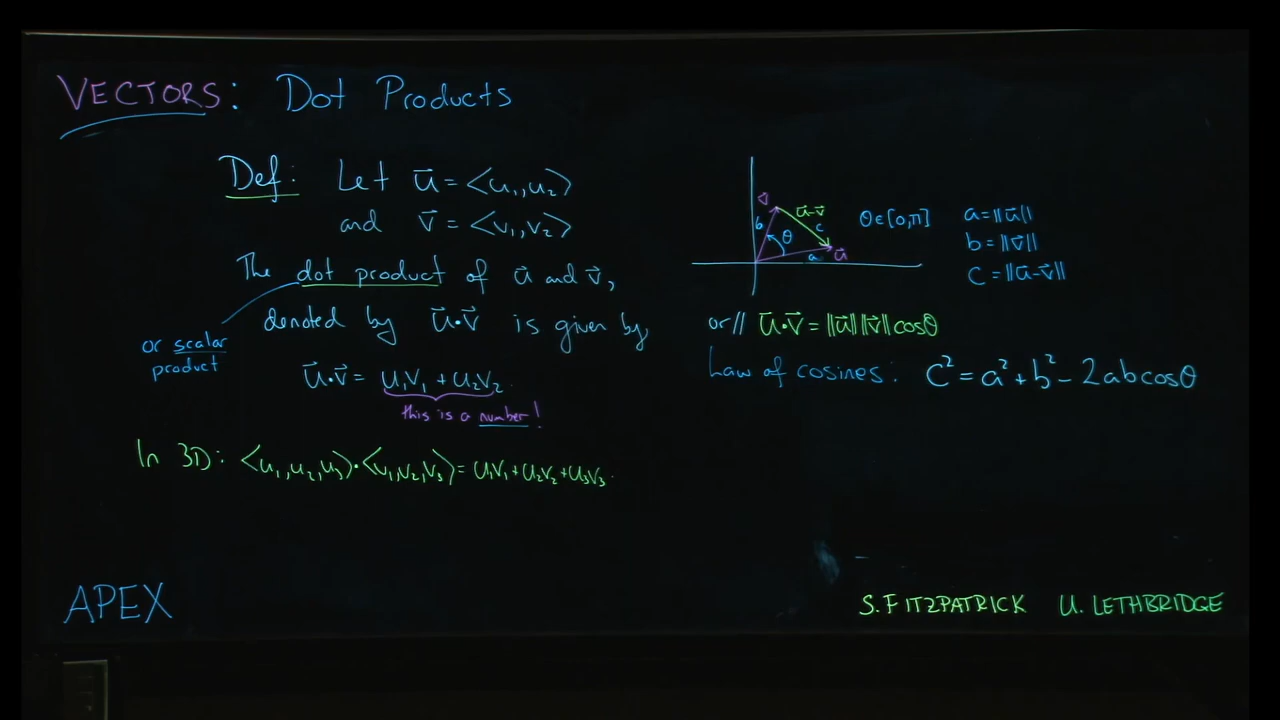 VECTORS: Dot Products
Def: Let u⃗ = <u₁,u₂>
and v⃗ = <v₁,v₂>
The dot product of u⃗ and v⃗,
denoted by u⃗·v⃗ is given by
or scalar
product
u⃗·v⃗ = u₁v₁ + u₂v₂.
this is a number!
In 3D: <u₁,u₂,u₃>·<v₁,v₂,v₃> = u₁v₁+u₂v₂+u₃v₃.
v⃗
u⃗-v⃗
b
c
θ
a
u⃗
θ∈[0,π]
a=‖u⃗‖
b=‖v⃗‖
c=‖u⃗-v⃗‖
or// u⃗·v⃗ = ‖u⃗‖‖v⃗‖cosθ
Law of cosines: c² = a² + b² - 2abcosθ
APEX
S. FITZPATRICK U. LETHBRIDGE